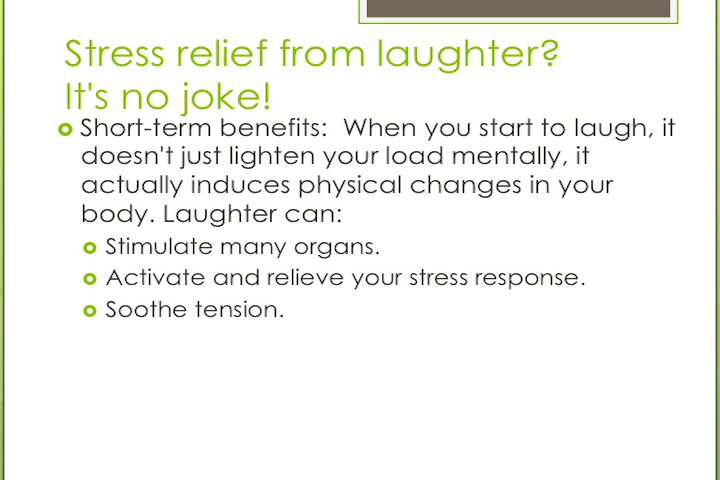 Stress relief from laughter?
It's no joke!
Short-term benefits:  When you start to laugh, it
doesn't just lighten your load mentally, it
actually induces physical changes in your
body. Laughter can:
Stimulate many organs.
Activate and relieve your stress response.
Soothe tension.